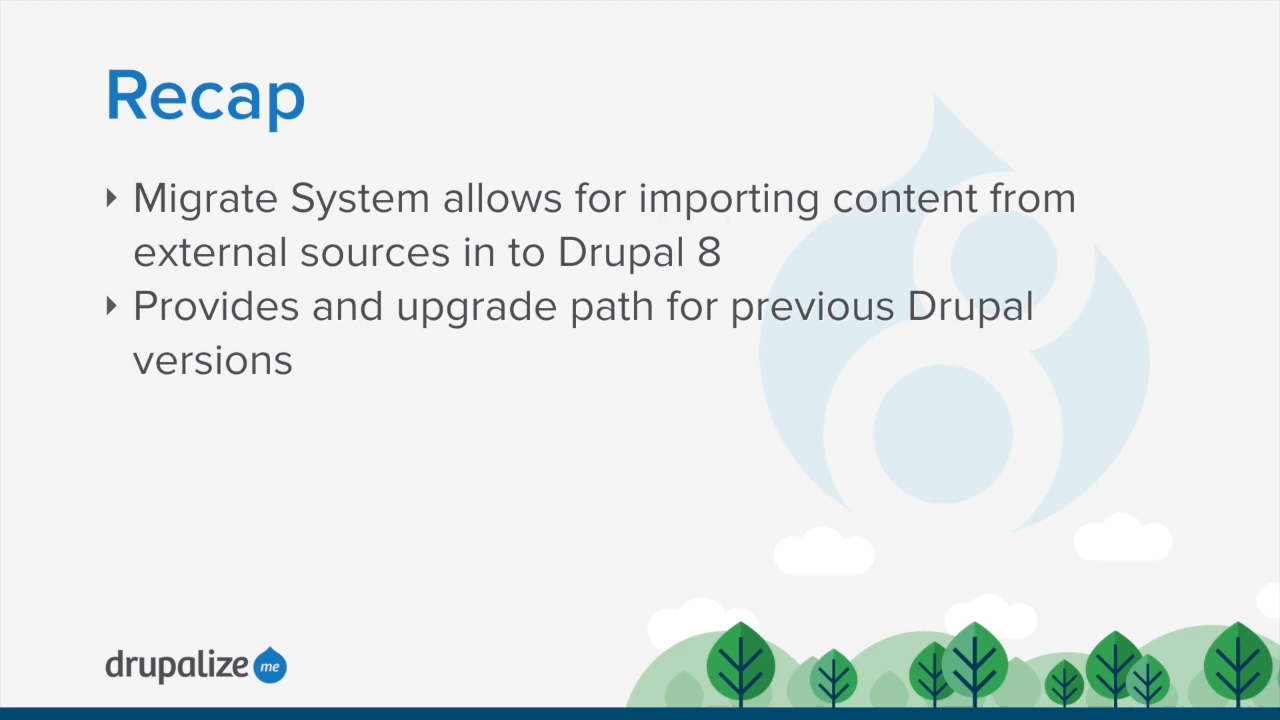 Recap
Migrate System allows for importing content from
external sources in to Drupal 8
Provides and upgrade path for previous Drupal
versions
drupalize me